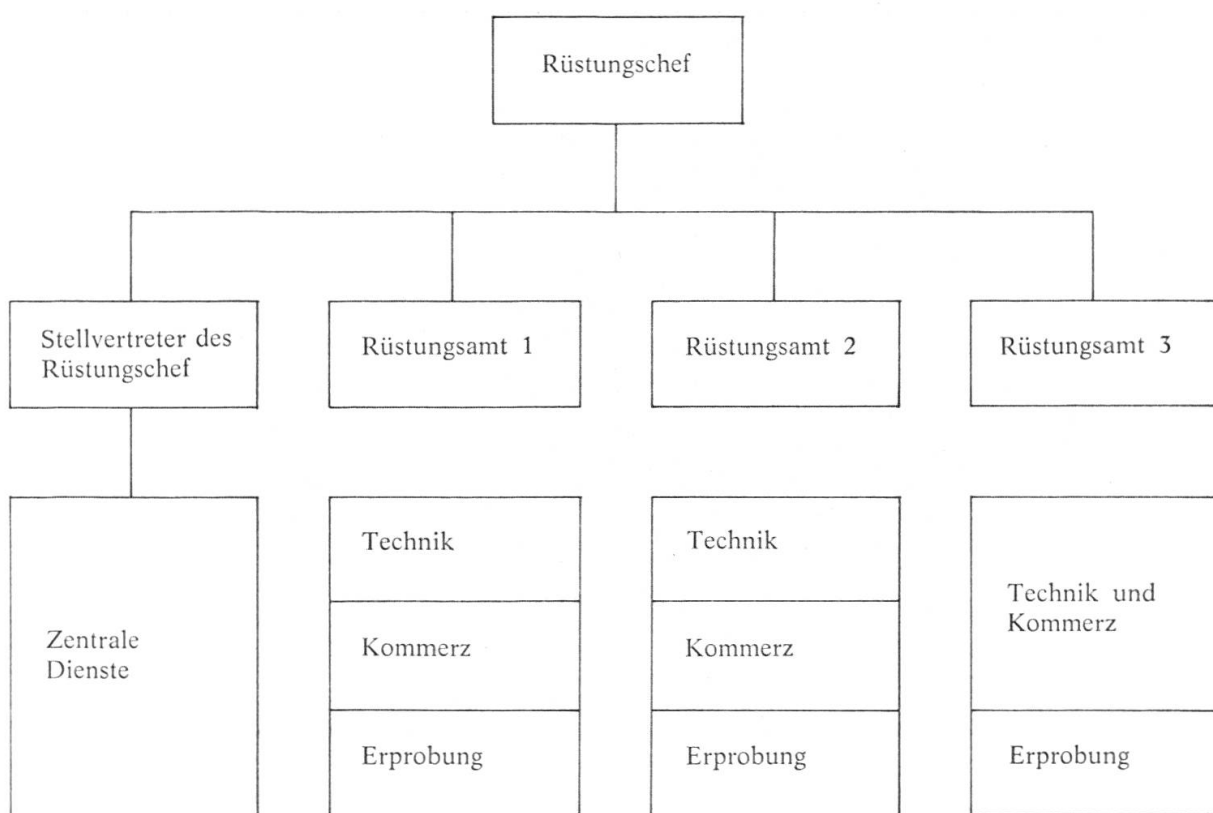 Rüstungschef
Stellvertreter des
Rüstungschef
Rüstungsamt 1
Rüstungsamt 2
Rüstungsamt 3
Zentrale
Dienste
Technik
Kommerz
Erprobung
Technik
Kommerz
Erprobung
Technik und
Kommerz
Erprobung